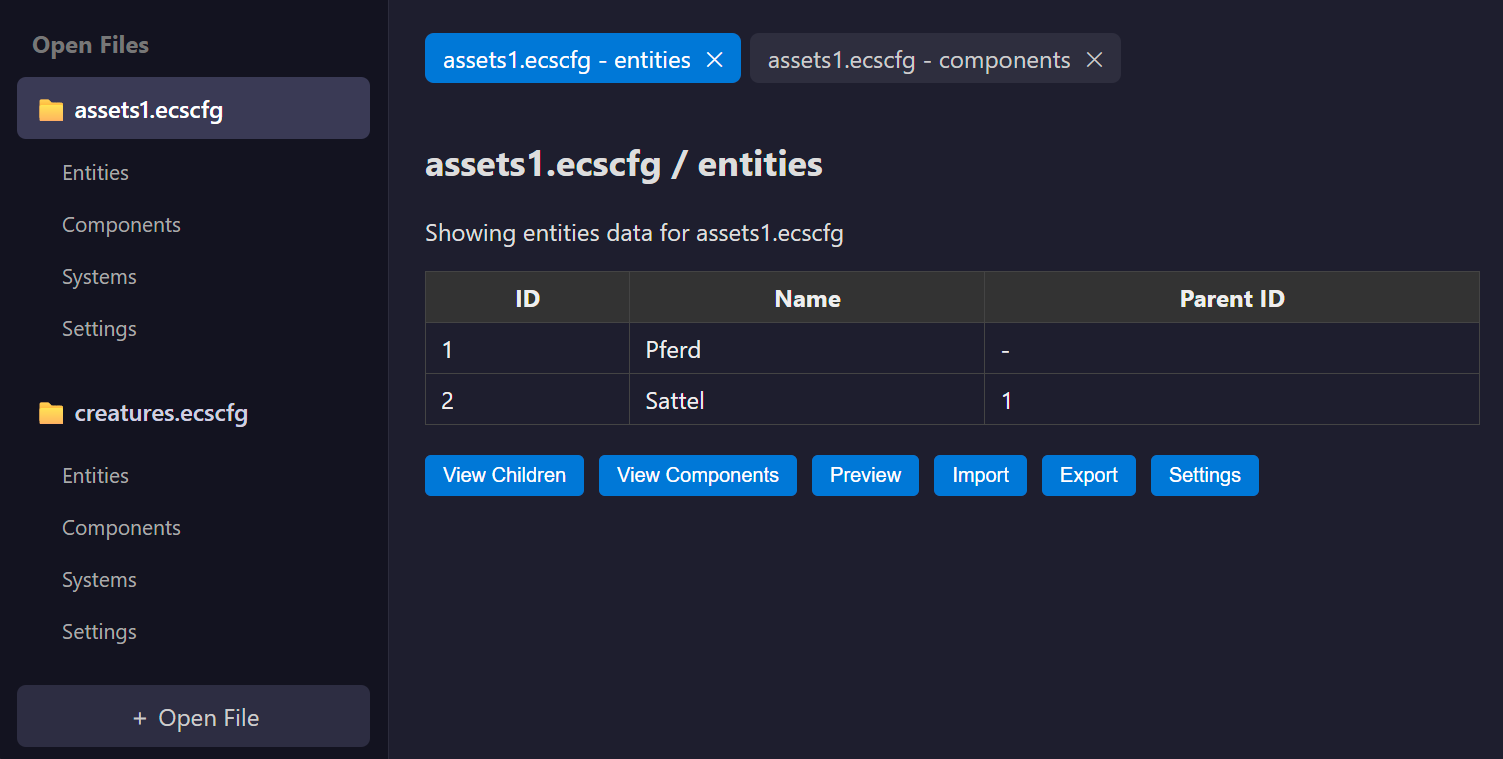 Open Files
assets1.ecscfg
Entities
Components
Systems
Settings
creatures.ecscfg
Entities
Components
Systems
Settings
+ Open File
assets1.ecscfg - entities ×
assets1.ecscfg - components ×
assets1.ecscfg / entities
Showing entities data for assets1.ecscfg
ID Name Parent ID
1 Pferd -
2 Sattel 1
View Children View Components Preview Import Export Settings